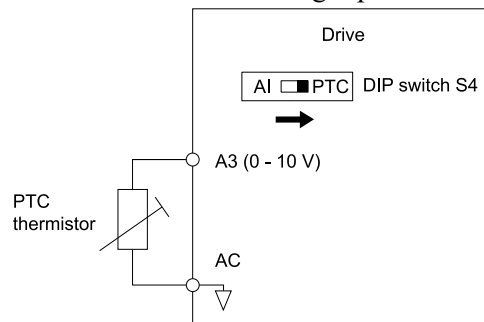 Drive
AI PTC DIP switch S4
A3 (0 - 10 V)
PTC
thermistor
AC